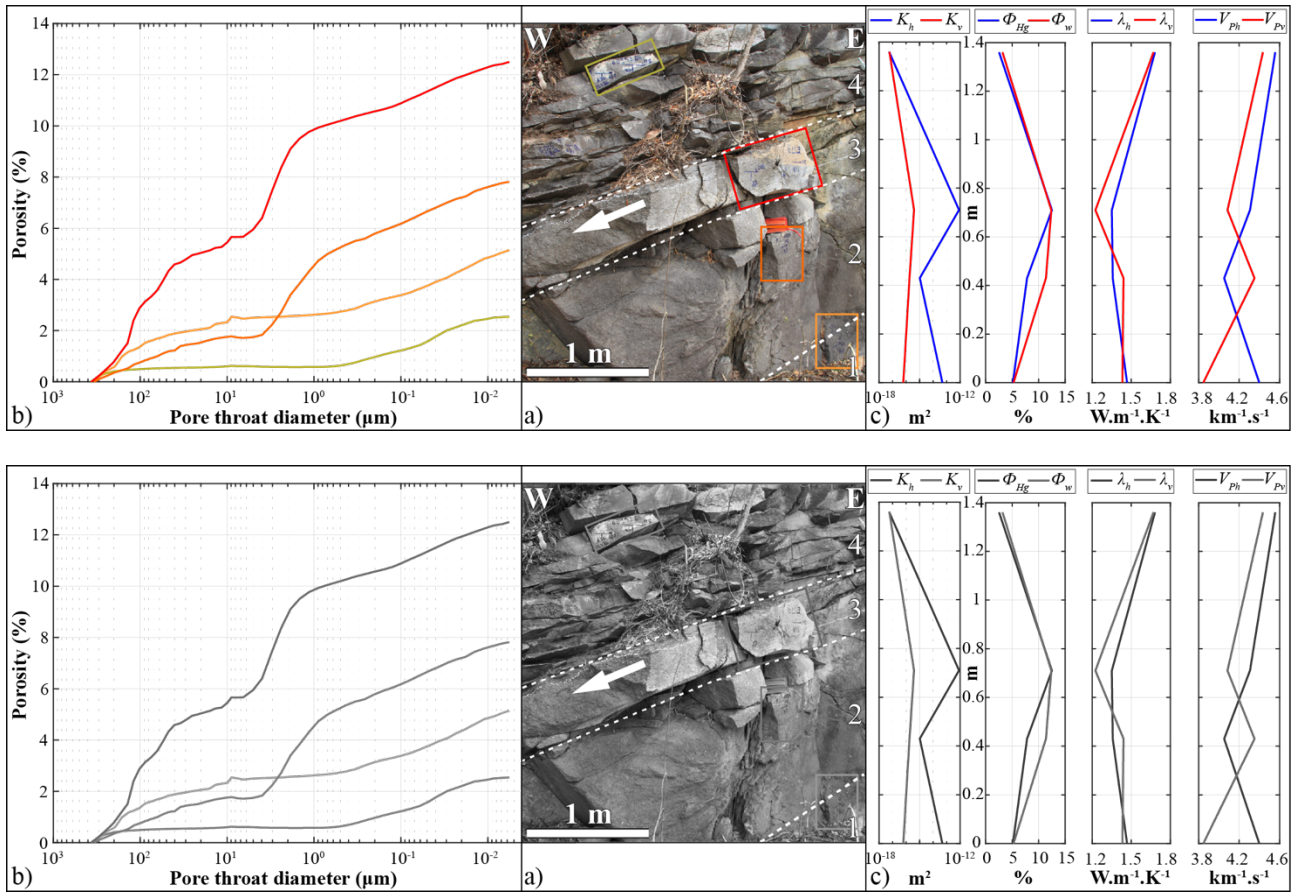 14
12
10
8
6
4
2
0
Porosity (%)
10³ 10² 10¹ 10⁰ 10⁻¹ 10⁻²
b) Pore throat diameter (µm)
W E
4
3
2
1
1 m
a)
K_h K_v
Φ_Hg Φ_w
λ_h λ_v
V_Ph V_Pv
1.4
1.2
1
0.8
m
0.6
0.4
0.2
0
10⁻¹⁸ 10⁻¹² 0 5 10 15 1.2 1.8 3.8 4.2 4.6
c) m² % W.m⁻¹.K⁻¹ km⁻¹.s⁻¹
14
12
10
8
6
4
2
0
Porosity (%)
10³ 10² 10¹ 10⁰ 10⁻¹ 10⁻²
b) Pore throat diameter (µm)
W E
4
3
2
1
1 m
a)
K_h K_v
Φ_Hg Φ_w
λ_h λ_v
V_Ph V_Pv
1.4
1.2
1
0.8
m
0.6
0.4
0.2
0
10⁻¹⁸ 10⁻¹² 0 5 10 15 1.2 1.8 3.8 4.2 4.6
c) m² % W.m⁻¹.K⁻¹ km⁻¹.s⁻¹